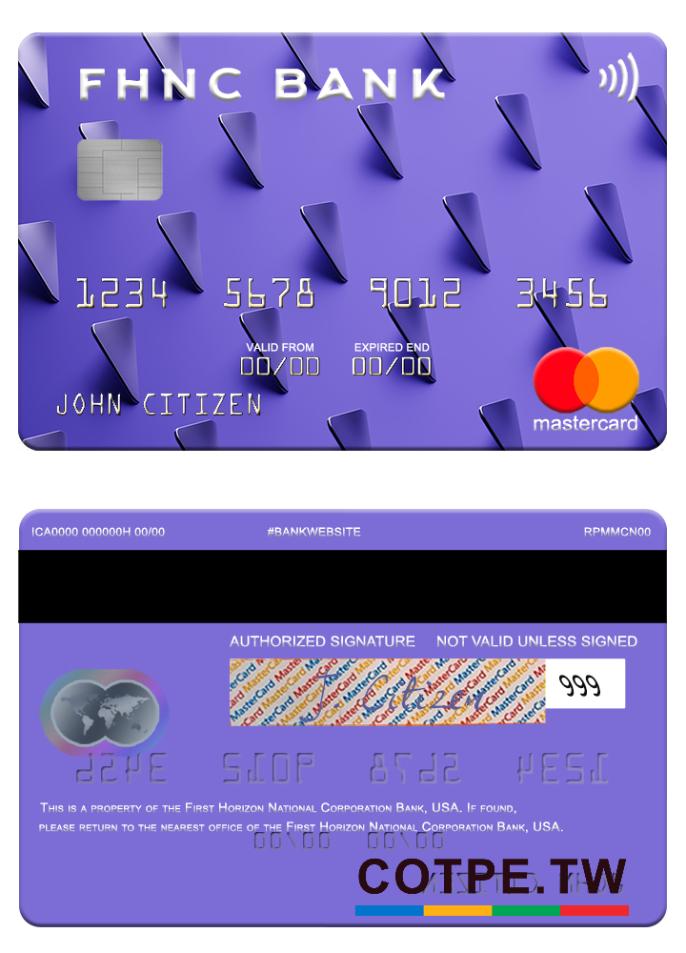 FHNC BANK
1234 5678 9012 3456
VALID FROM EXPIRED END
00/00 00/00
JOHN CITIZEN
mastercard
ICA0000 000000H 00/00 #BANKWEBSITE RPMMCN00
AUTHORIZED SIGNATURE NOT VALID UNLESS SIGNED
J Citizen 999
This is a property of the First Horizon National Corporation Bank, USA. If found,
please return to the nearest office of the First Horizon National Corporation Bank, USA.
COTPE.TW